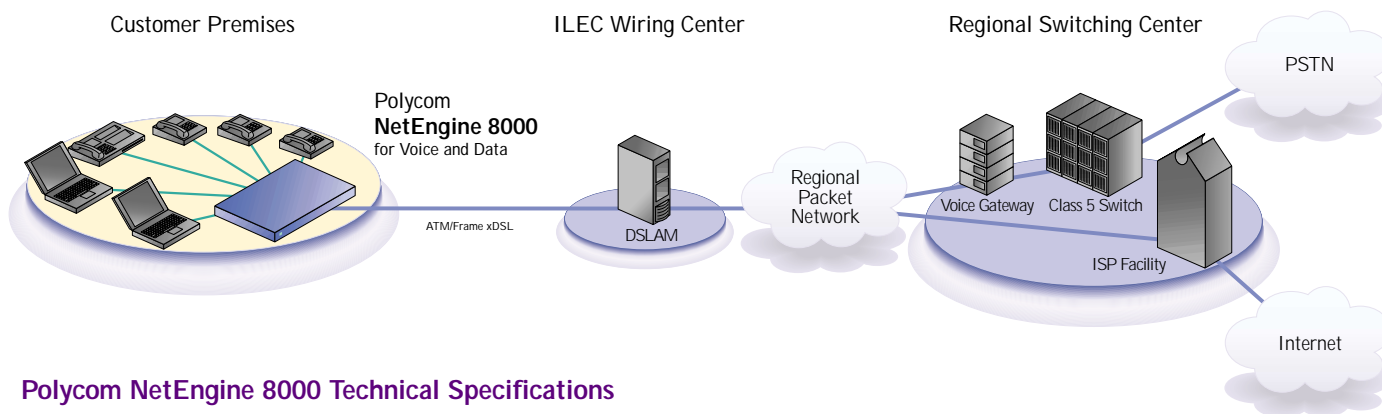 Customer Premises
ILEC Wiring Center
Regional Switching Center
PSTN
Polycom
NetEngine 8000
for Voice and Data
Regional
Packet
Network
Voice Gateway
Class 5 Switch
ATM/Frame xDSL
DSLAM
ISP Facility
Internet
Polycom NetEngine 8000 Technical Specifications